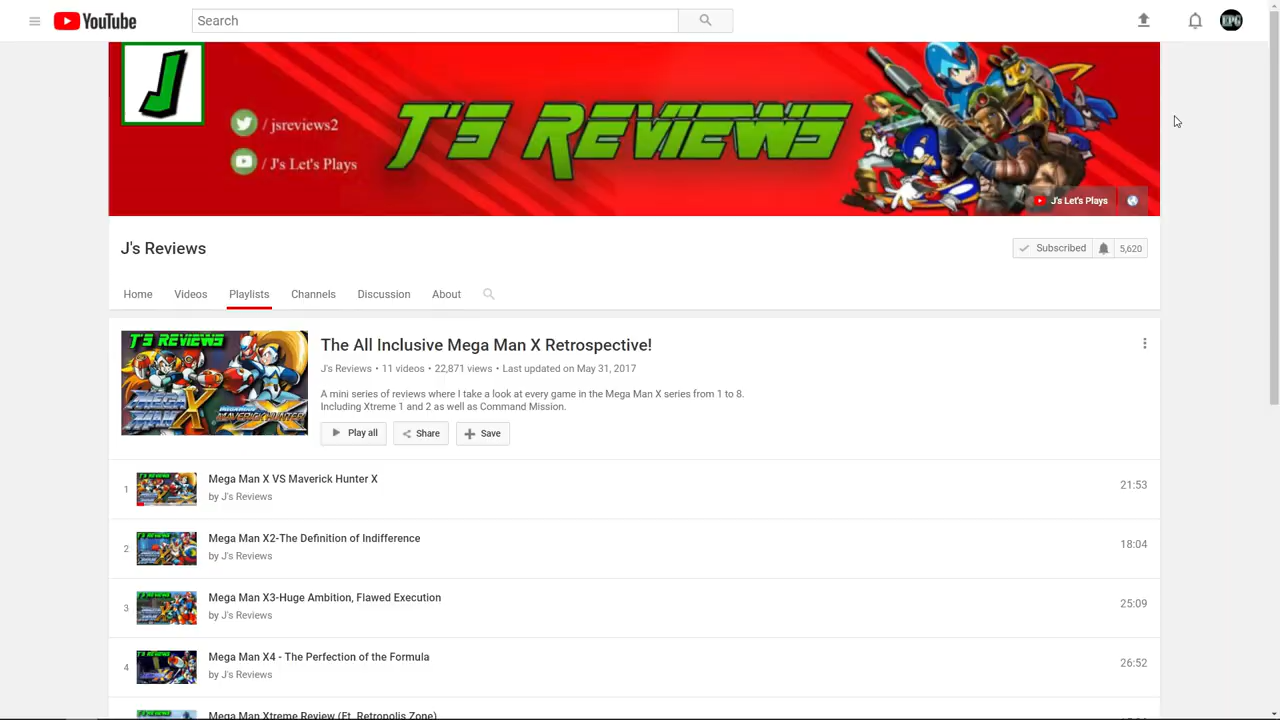 YouTube
Search
EPG
J
/ jsreviews2
/ J's Let's Plays
J'S REVIEWS
J's Let's Plays
J's Reviews
Subscribed
5,620
Home
Videos
Playlists
Channels
Discussion
About
J'S REVIEWS
MEGA MAN X
The All Inclusive Mega Man X Retrospective!
J's Reviews • 11 videos • 22,871 views • Last updated on May 31, 2017
A mini series of reviews where I take a look at every game in the Mega Man X series from 1 to 8.
Including Xtreme 1 and 2 as well as Command Mission.
Play all
Share
Save
1
Mega Man X VS Maverick Hunter X
by J's Reviews
21:53
2
Mega Man X2-The Definition of Indifference
by J's Reviews
18:04
3
Mega Man X3-Huge Ambition, Flawed Execution
by J's Reviews
25:09
4
Mega Man X4 - The Perfection of the Formula
by J's Reviews
26:52
Mega Man Xtreme Review (Ft. Retropolis Zone)